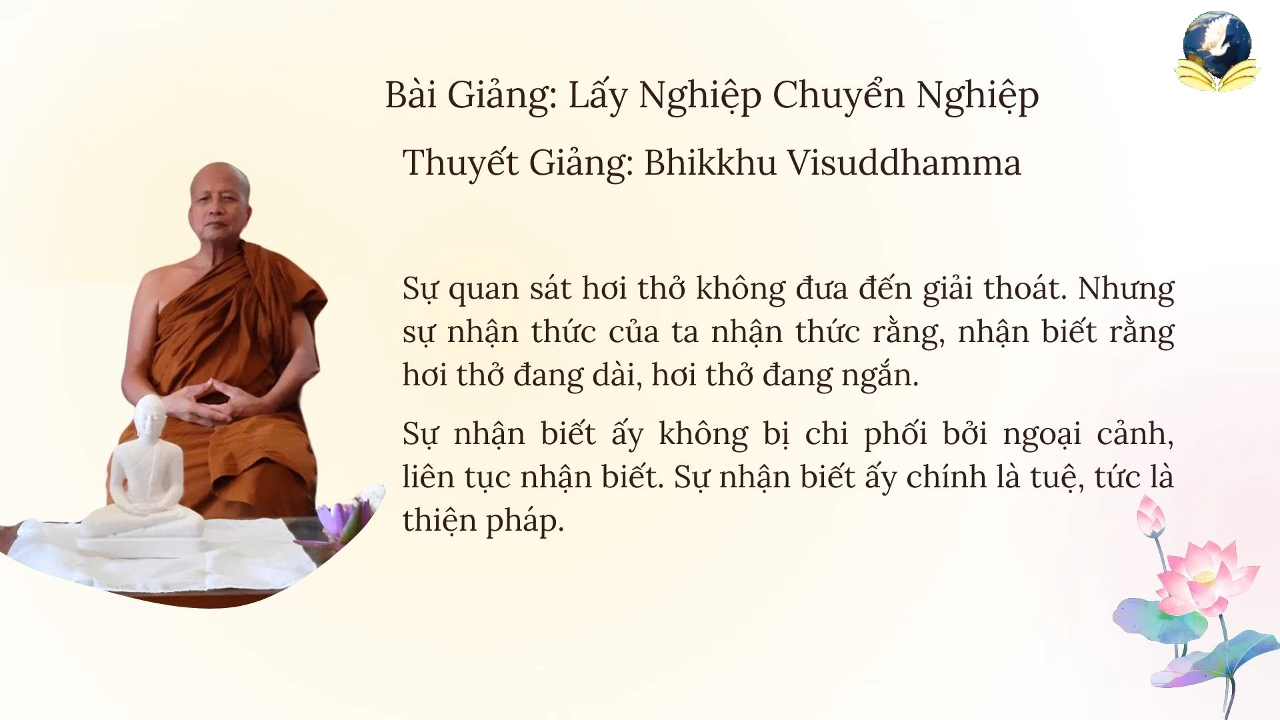 Bài Giảng: Lấy Nghiệp Chuyển Nghiệp
Thuyết Giảng: Bhikkhu Visuddhamma
Sự quan sát hơi thở không đưa đến giải thoát. Nhưng
sự nhận thức của ta nhận thức rằng, nhận biết rằng
hơi thở đang dài, hơi thở đang ngắn.
Sự nhận biết ấy không bị chi phối bởi ngoại cảnh,
liên tục nhận biết. Sự nhận biết ấy chính là tuệ, tức là
thiện pháp.